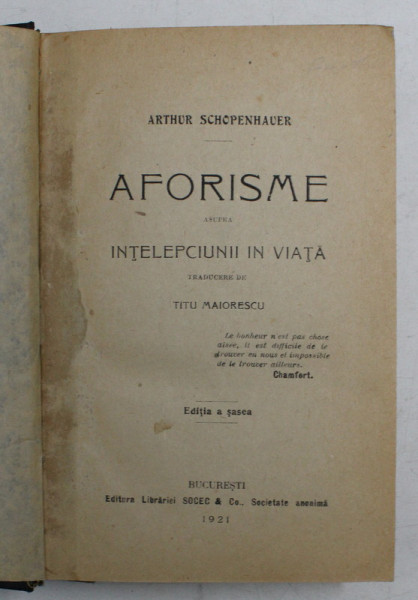 ARTHUR SCHOPENHAUER
AFORISME
ASUPRA
INŢELEPCIUNII IN VIAŢĂ
TRADUCERE DE
TITU MAIORESCU
Le bonheur n'est pas chose
aisée, il est difficile de le
trouver en nous et impossible
de le trouver ailleurs.
Chamfort.
Ediţia a şasea
BUCUREŞTI
Editura Librăriei SOCEC & Co., Societate anonimă
1921